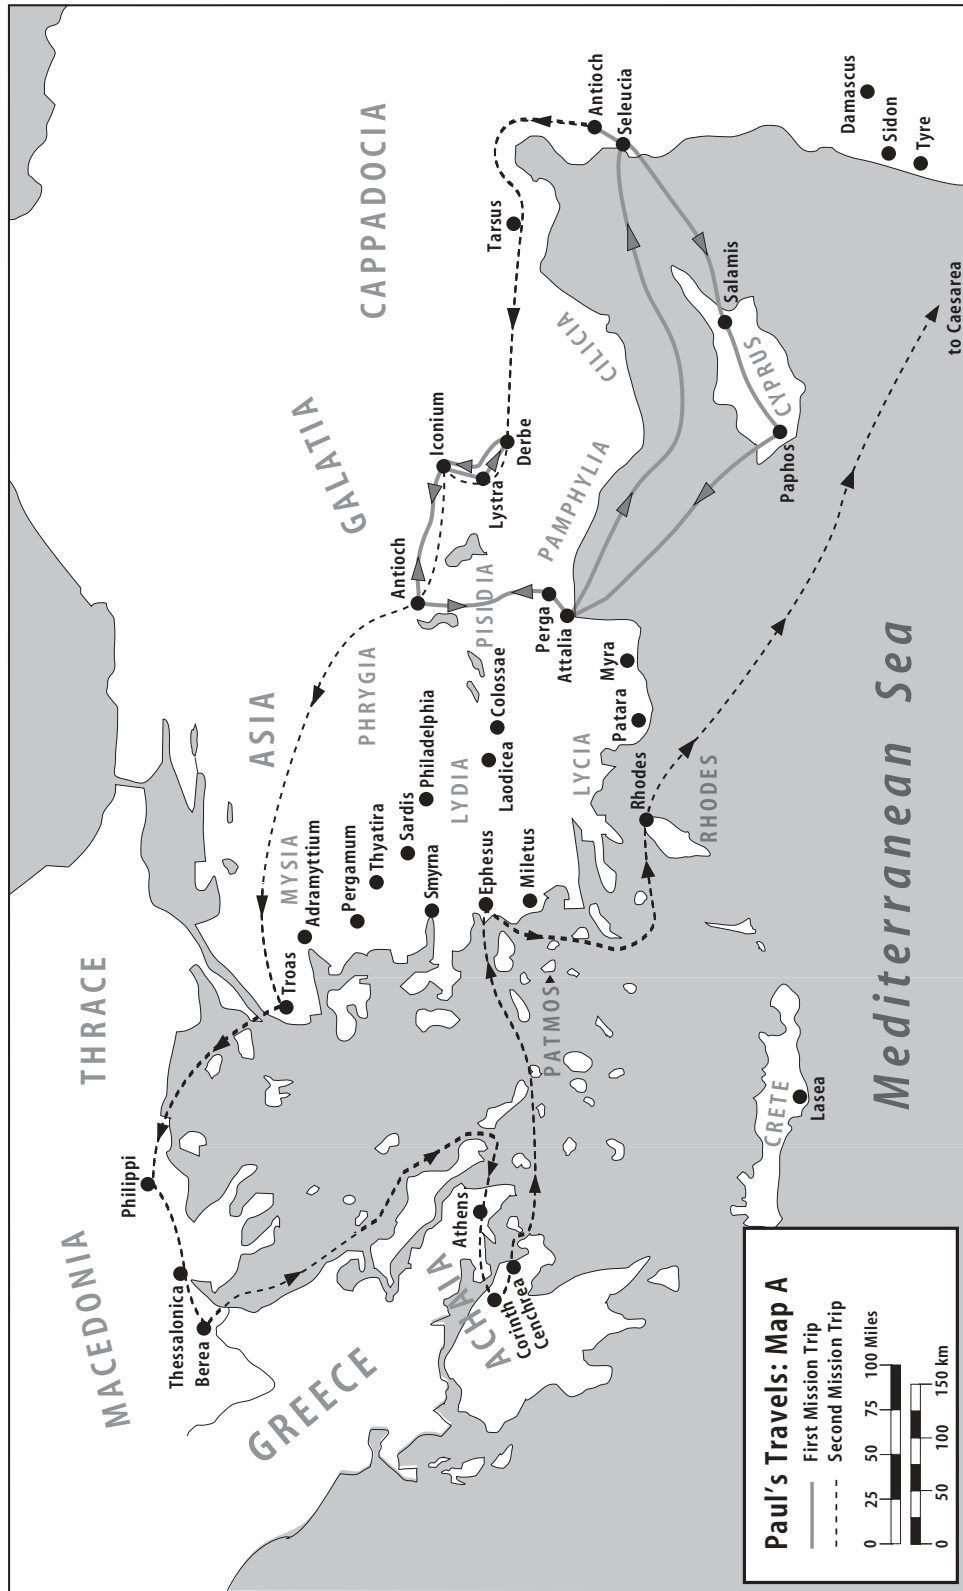 MACEDONIA
THRACE
ASIA
GALATIA
CAPPADOCIA
GREECE
ACHAIA
MYSIA
PHRYGIA
LYDIA
PISIDIA
LYCIA
PAMPHYLIA
CILICIA
PATMOS
RHODES
CRETE
CYPRUS
Mediterranean Sea
Philippi
Thessalonica
Berea
Athens
Corinth
Cenchrea
Troas
Adramyttium
Pergamum
Thyatira
Sardis
Smyrna
Philadelphia
Ephesus
Miletus
Laodicea
Colossae
Rhodes
Patara
Myra
Antioch
Iconium
Lystra
Derbe
Perga
Attalia
Tarsus
Antioch
Seleucia
Salamis
Paphos
Damascus
Sidon
Tyre
Lasea
to Caesarea
Paul's Travels: Map A
First Mission Trip
Second Mission Trip
0 25 50 75 100 Miles
0 50 100 150 km